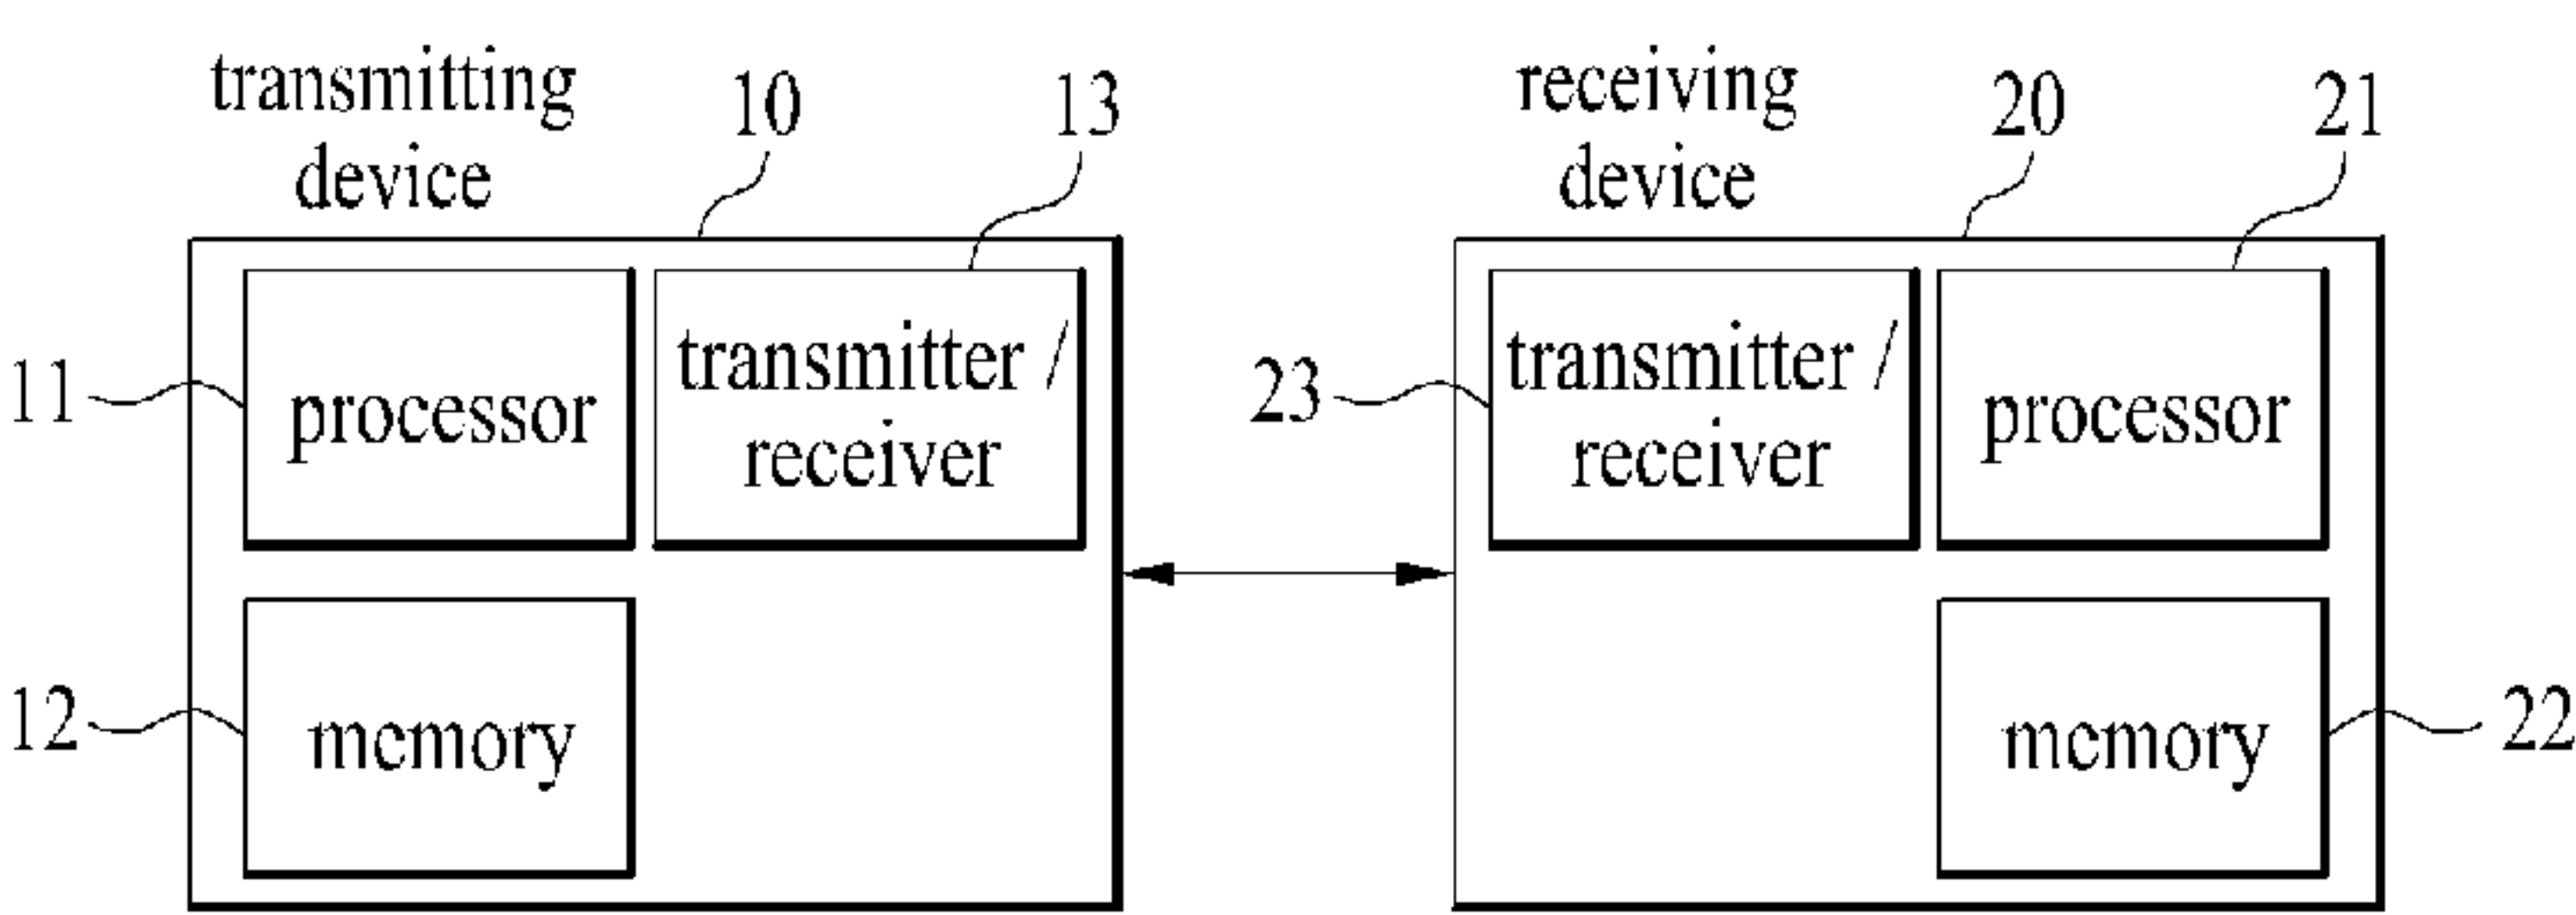 transmitting
device
10
13
11
processor
transmitter /
receiver
12
memory
receiving
device
20
21
23
transmitter /
receiver
processor
memory
22